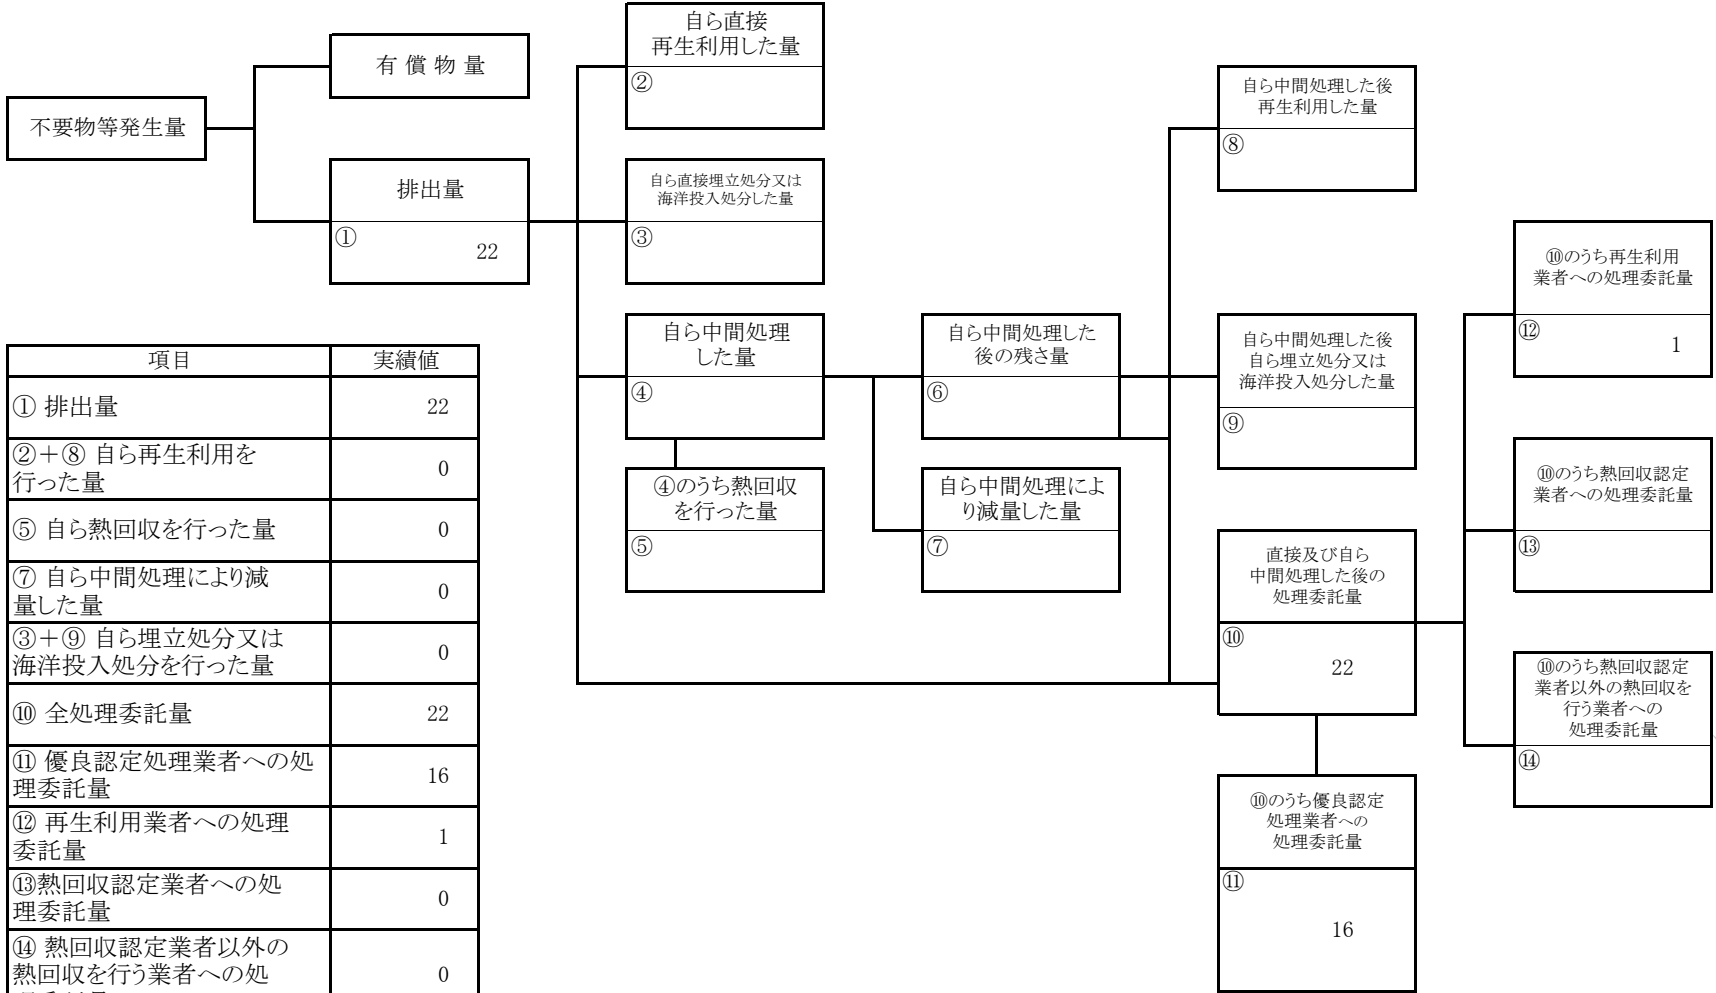 不要物等発生量
有 償 物 量
排出量
①
22
自ら直接
再生利用した量
②
自ら直接埋立処分又は
海洋投入処分した量
③
自ら中間処理
した量
④
④のうち熱回収
を行った量
⑤
自ら中間処理した
後の残さ量
⑥
自ら中間処理によ
り減量した量
⑦
自ら中間処理した後
再生利用した量
⑧
自ら中間処理した後
自ら埋立処分又は
海洋投入処分した量
⑨
直接及び自ら
中間処理した後の
処理委託量
⑩
22
⑩のうち優良認定
処理業者への
処理委託量
⑪
16
⑩のうち再生利用
業者への処理委託量
⑫
1
⑩のうち熱回収認定
業者への処理委託量
⑬
⑩のうち熱回収認定
業者以外の熱回収を
行う業者への
処理委託量
⑭
項目 実績値
① 排出量 22
②＋⑧ 自ら再生利用を
行った量 0
⑤ 自ら熱回収を行った量 0
⑦ 自ら中間処理により減
量した量 0
③＋⑨ 自ら埋立処分又は
海洋投入処分を行った量 0
⑩ 全処理委託量 22
⑪ 優良認定処理業者への処
理委託量 16
⑫ 再生利用業者への処理
委託量 1
⑬熱回収認定業者への処
理委託量 0
⑭ 熱回収認定業者以外の
熱回収を行う業者への処 0